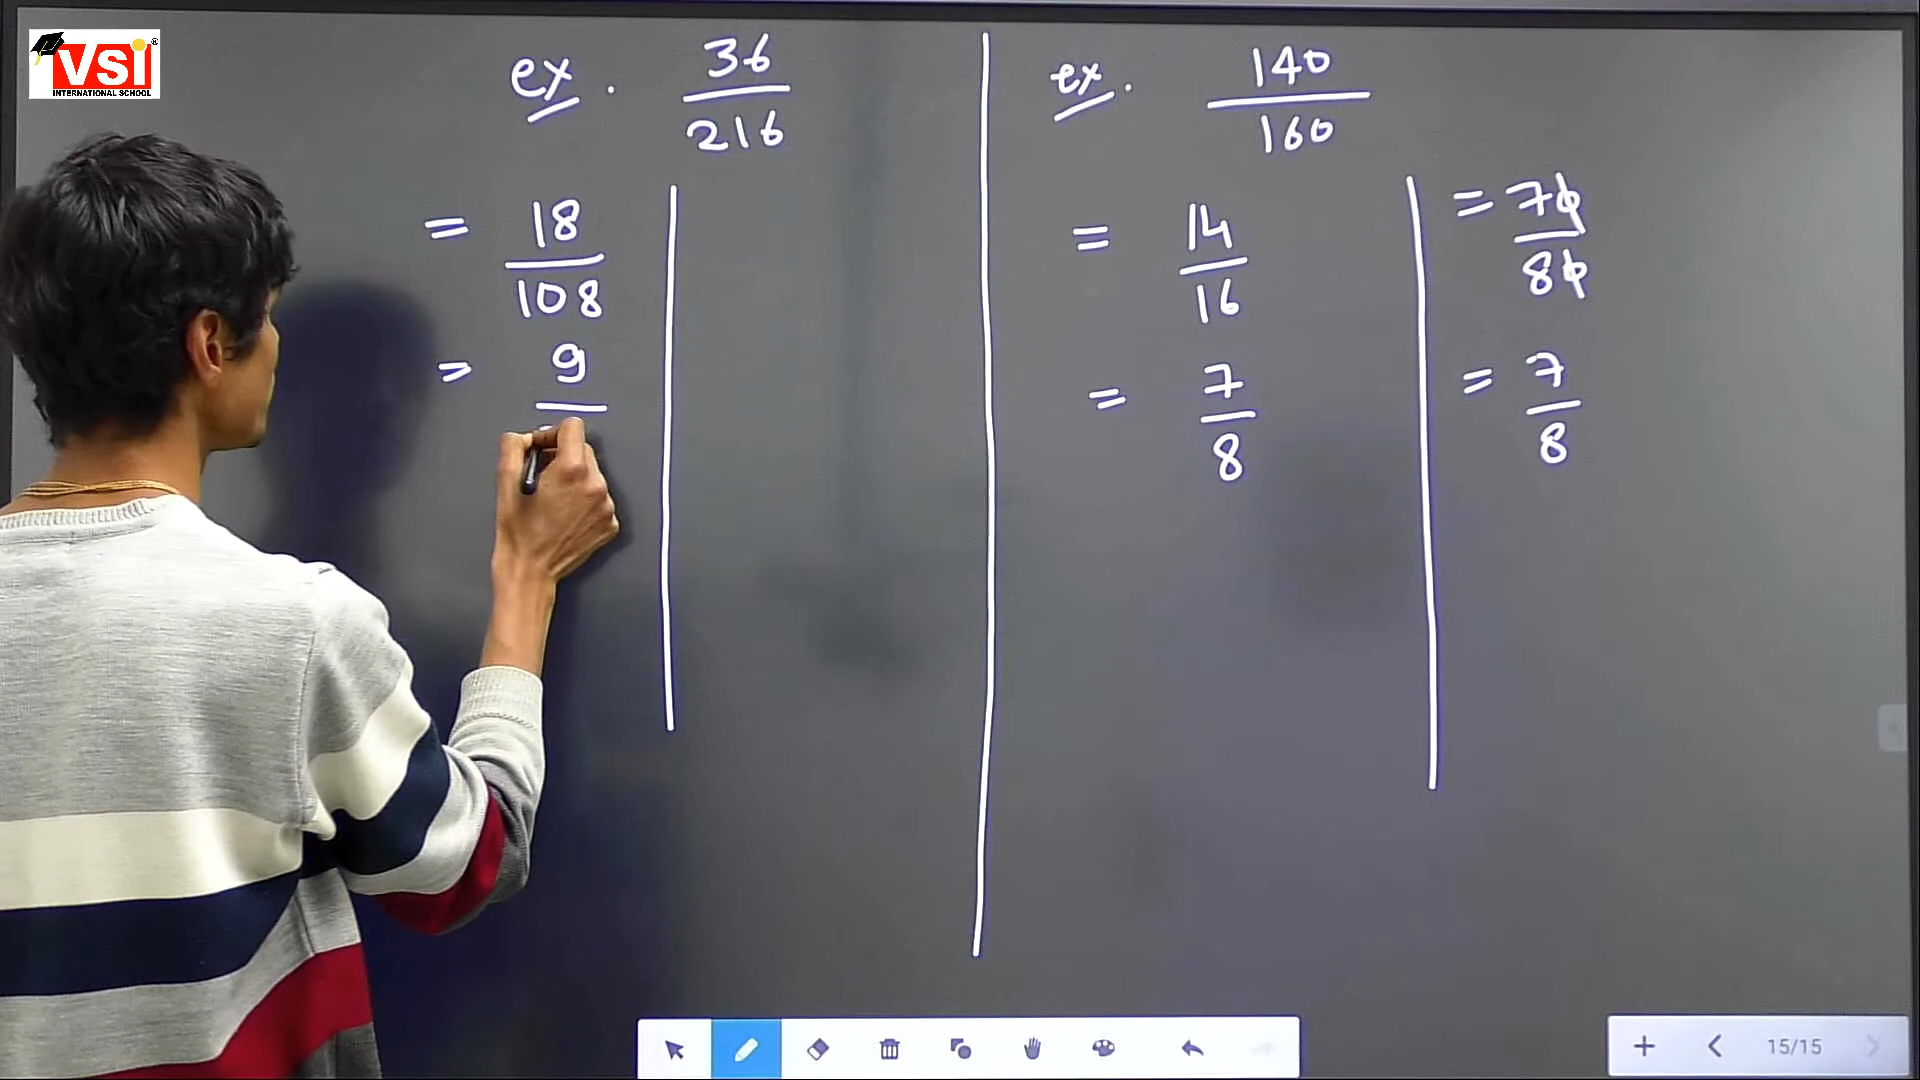 VSI
INTERNATIONAL SCHOOL
ex. 36/216
= 18/108
= 9/
ex. 140/160
= 14/16
= 7/8
= 70/80
= 7/8
15/15